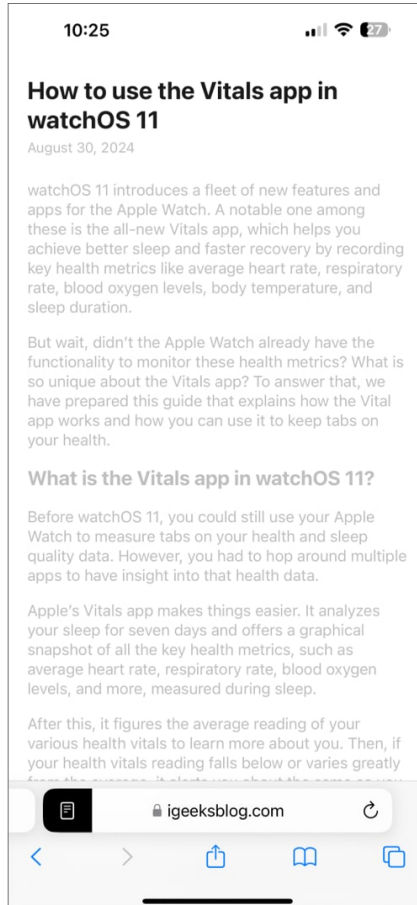 10:25
27
How to use the Vitals app in
watchOS 11
August 30, 2024
watchOS 11 introduces a fleet of new features and
apps for the Apple Watch. A notable one among
these is the all-new Vitals app, which helps you
achieve better sleep and faster recovery by recording
key health metrics like average heart rate, respiratory
rate, blood oxygen levels, body temperature, and
sleep duration.
But wait, didn't the Apple Watch already have the
functionality to monitor these health metrics? What is
so unique about the Vitals app? To answer that, we
have prepared this guide that explains how the Vital
app works and how you can use it to keep tabs on
your health.
What is the Vitals app in watchOS 11?
Before watchOS 11, you could still use your Apple
Watch to measure tabs on your health and sleep
quality data. However, you had to hop around multiple
apps to have insight into that health data.
Apple's Vitals app makes things easier. It analyzes
your sleep for seven days and offers a graphical
snapshot of all the key health metrics, such as
average heart rate, respiratory rate, blood oxygen
levels, and more, measured during sleep.
After this, it figures the average reading of your
various health vitals to learn more about you. Then, if
your health vitals reading falls below or varies greatly
from the average, it alerts you about the same so you
igeeksblog.com